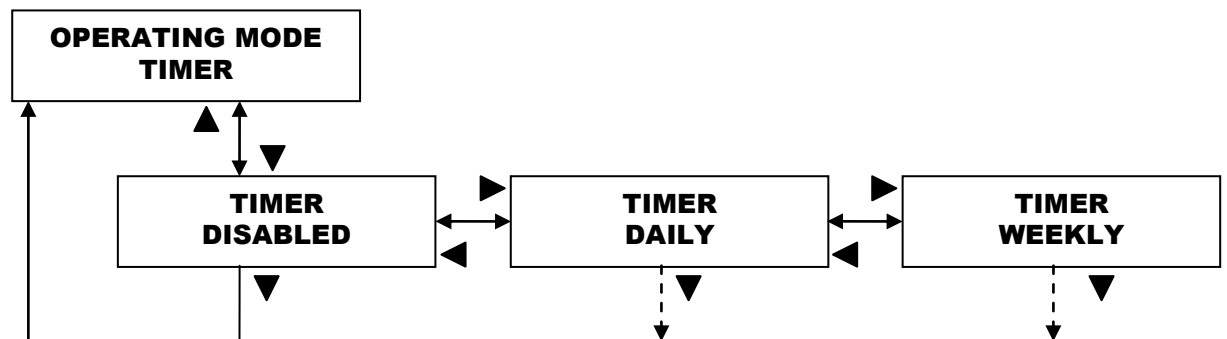 OPERATING MODE
TIMER
TIMER
DISABLED
TIMER
DAILY
TIMER
WEEKLY